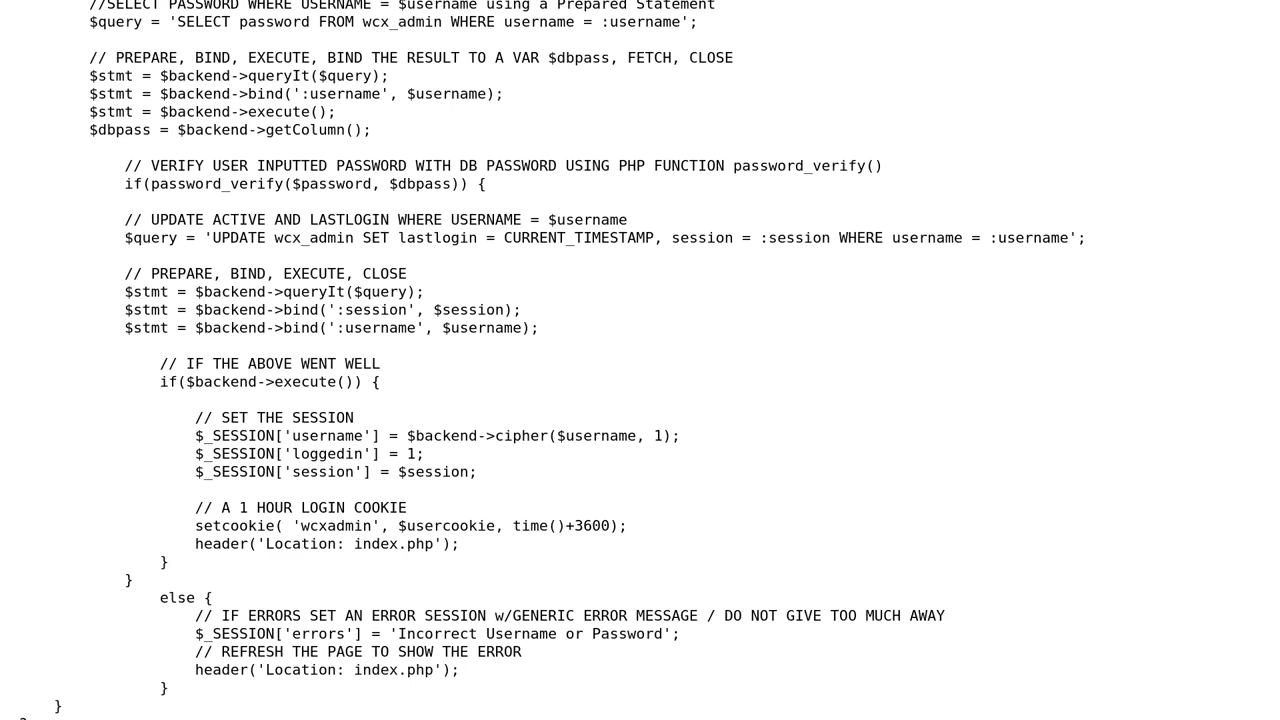 //SELECT PASSWORD WHERE USERNAME = $username using a Prepared Statement
$query = 'SELECT password FROM wcx_admin WHERE username = :username';
// PREPARE, BIND, EXECUTE, BIND THE RESULT TO A VAR $dbpass, FETCH, CLOSE
$stmt = $backend->queryIt($query);
$stmt = $backend->bind(':username', $username);
$stmt = $backend->execute();
$dbpass = $backend->getColumn();
// VERIFY USER INPUTTED PASSWORD WITH DB PASSWORD USING PHP FUNCTION password_verify()
if(password_verify($password, $dbpass)) {
// UPDATE ACTIVE AND LASTLOGIN WHERE USERNAME = $username
$query = 'UPDATE wcx_admin SET lastlogin = CURRENT_TIMESTAMP, session = :session WHERE username = :username';
// PREPARE, BIND, EXECUTE, CLOSE
$stmt = $backend->queryIt($query);
$stmt = $backend->bind(':session', $session);
$stmt = $backend->bind(':username', $username);
// IF THE ABOVE WENT WELL
if($backend->execute()) {
// SET THE SESSION
$_SESSION['username'] = $backend->cipher($username, 1);
$_SESSION['loggedin'] = 1;
$_SESSION['session'] = $session;
// A 1 HOUR LOGIN COOKIE
setcookie( 'wcxadmin', $usercookie, time()+3600);
header('Location: index.php');
}
}
else {
// IF ERRORS SET AN ERROR SESSION w/GENERIC ERROR MESSAGE / DO NOT GIVE TOO MUCH AWAY
$_SESSION['errors'] = 'Incorrect Username or Password';
// REFRESH THE PAGE TO SHOW THE ERROR
header('Location: index.php');
}
}